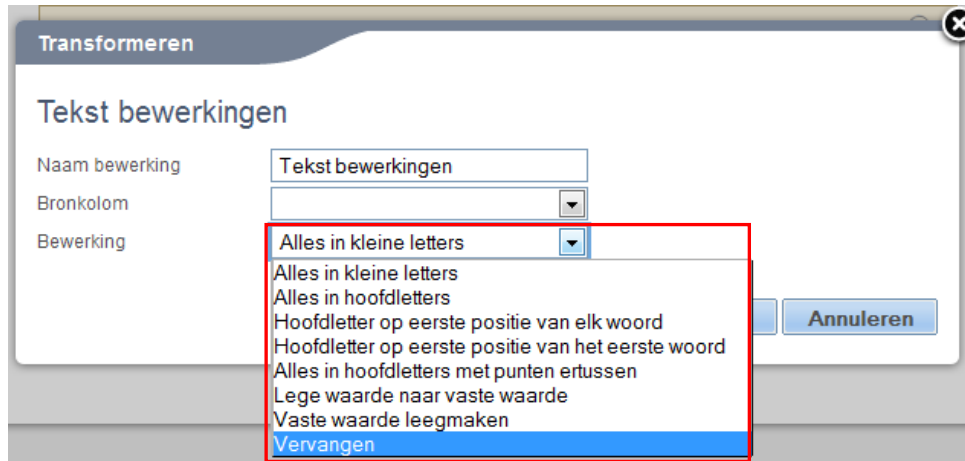 Transformeren
Tekst bewerkingen
Naam bewerking Tekst bewerkingen
Bronkolom
Bewerking Alles in kleine letters
Alles in kleine letters
Alles in hoofdletters
Hoofdletter op eerste positie van elk woord
Hoofdletter op eerste positie van het eerste woord
Annuleren
Alles in hoofdletters met punten ertussen
Lege waarde naar vaste waarde
Vaste waarde leegmaken
Vervangen